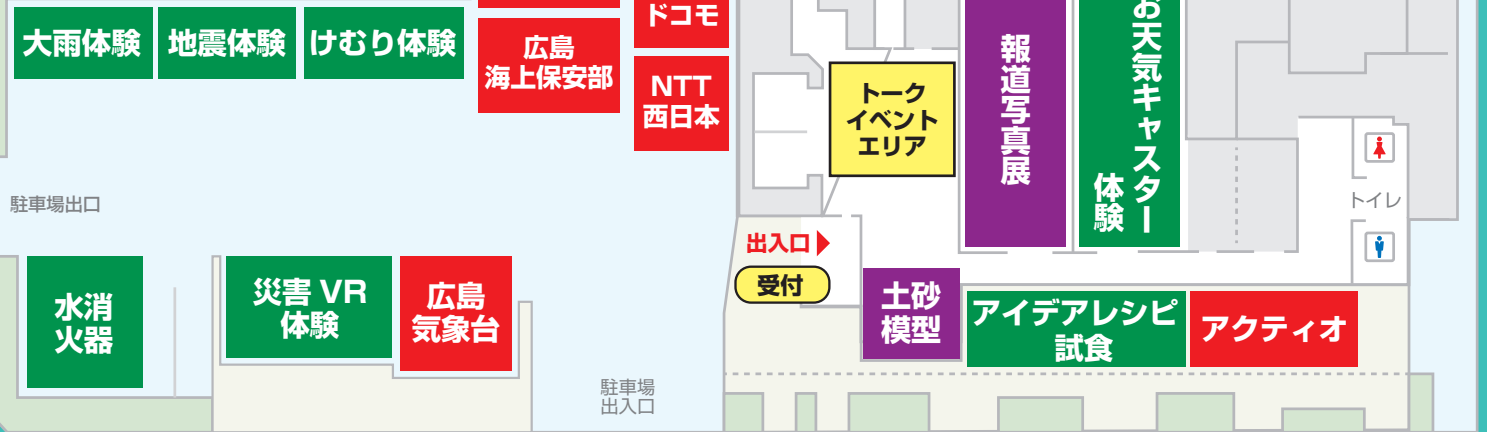 大雨体験
地震体験
けむり体験
広島
海上保安部
ドコモ
NTT
西日本
トーク
イベント
エリア
報道写真展
お天気キャスター
体験
トイレ
駐車場出口
出入口
受付
水消
火器
災害 VR
体験
広島
気象台
土砂
模型
アイデアレシピ
試食
アクティオ
駐車場
出入口